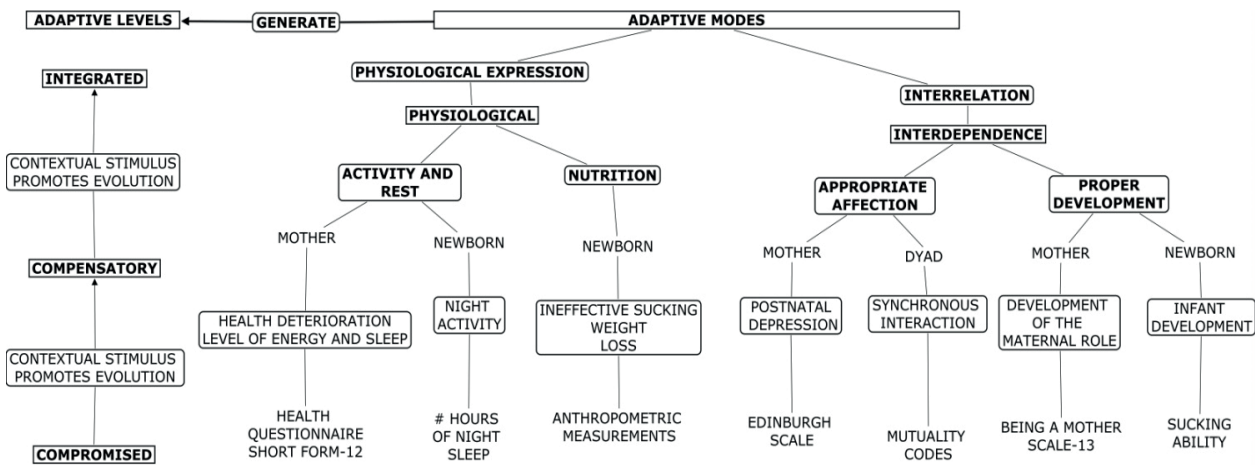 ADAPTIVE LEVELS
GENERATE
ADAPTIVE MODES
INTEGRATED
CONTEXTUAL STIMULUS
PROMOTES EVOLUTION
COMPENSATORY
CONTEXTUAL STIMULUS
PROMOTES EVOLUTION
COMPROMISED
PHYSIOLOGICAL EXPRESSION
PHYSIOLOGICAL
ACTIVITY AND
REST
MOTHER
HEALTH DETERIORATION
LEVEL OF ENERGY AND SLEEP
HEALTH
QUESTIONNAIRE
SHORT FORM-12
NEWBORN
NIGHT
ACTIVITY
# HOURS
OF NIGHT
SLEEP
NUTRITION
NEWBORN
INEFFECTIVE SUCKING
WEIGHT
LOSS
ANTHROPOMETRIC
MEASUREMENTS
INTERRELATION
INTERDEPENDENCE
APPROPRIATE
AFFECTION
MOTHER
POSTNATAL
DEPRESSION
EDINBURGH
SCALE
DYAD
SYNCHRONOUS
INTERACTION
MUTUALITY
CODES
PROPER
DEVELOPMENT
MOTHER
DEVELOPMENT
OF THE
MATERNAL ROLE
BEING A MOTHER
SCALE-13
NEWBORN
INFANT
DEVELOPMENT
SUCKING
ABILITY